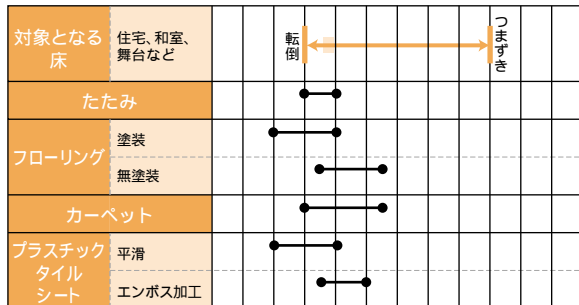 対象となる
床
住宅、和室、
舞台など
転倒
つまずき
たたみ
フローリング
塗装
無塗装
カーペット
プラスチック
タイル
シート
平滑
エンボス加工